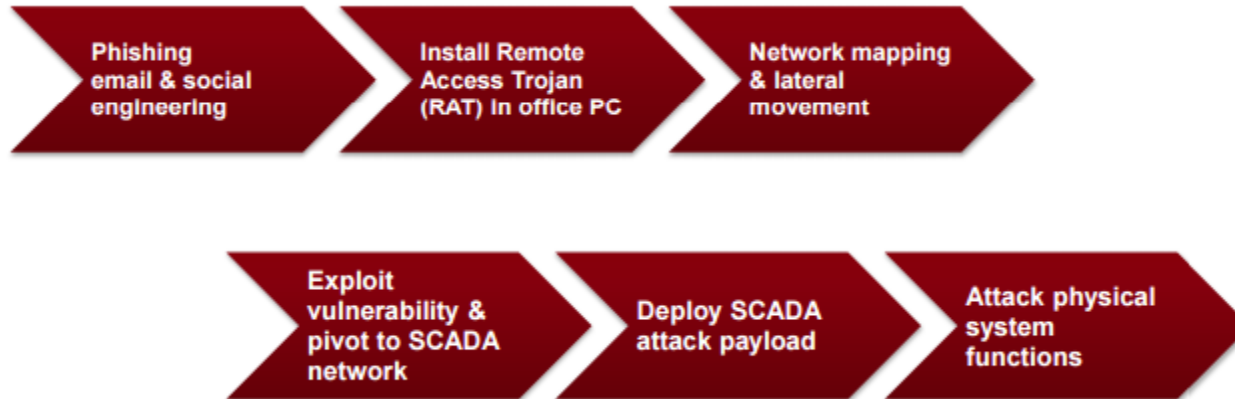 Phishing
email & social
engineering
Install Remote
Access Trojan
(RAT) in office PC
Network mapping
& lateral
movement
Exploit
vulnerability &
pivot to SCADA
network
Deploy SCADA
attack payload
Attack physical
system
functions